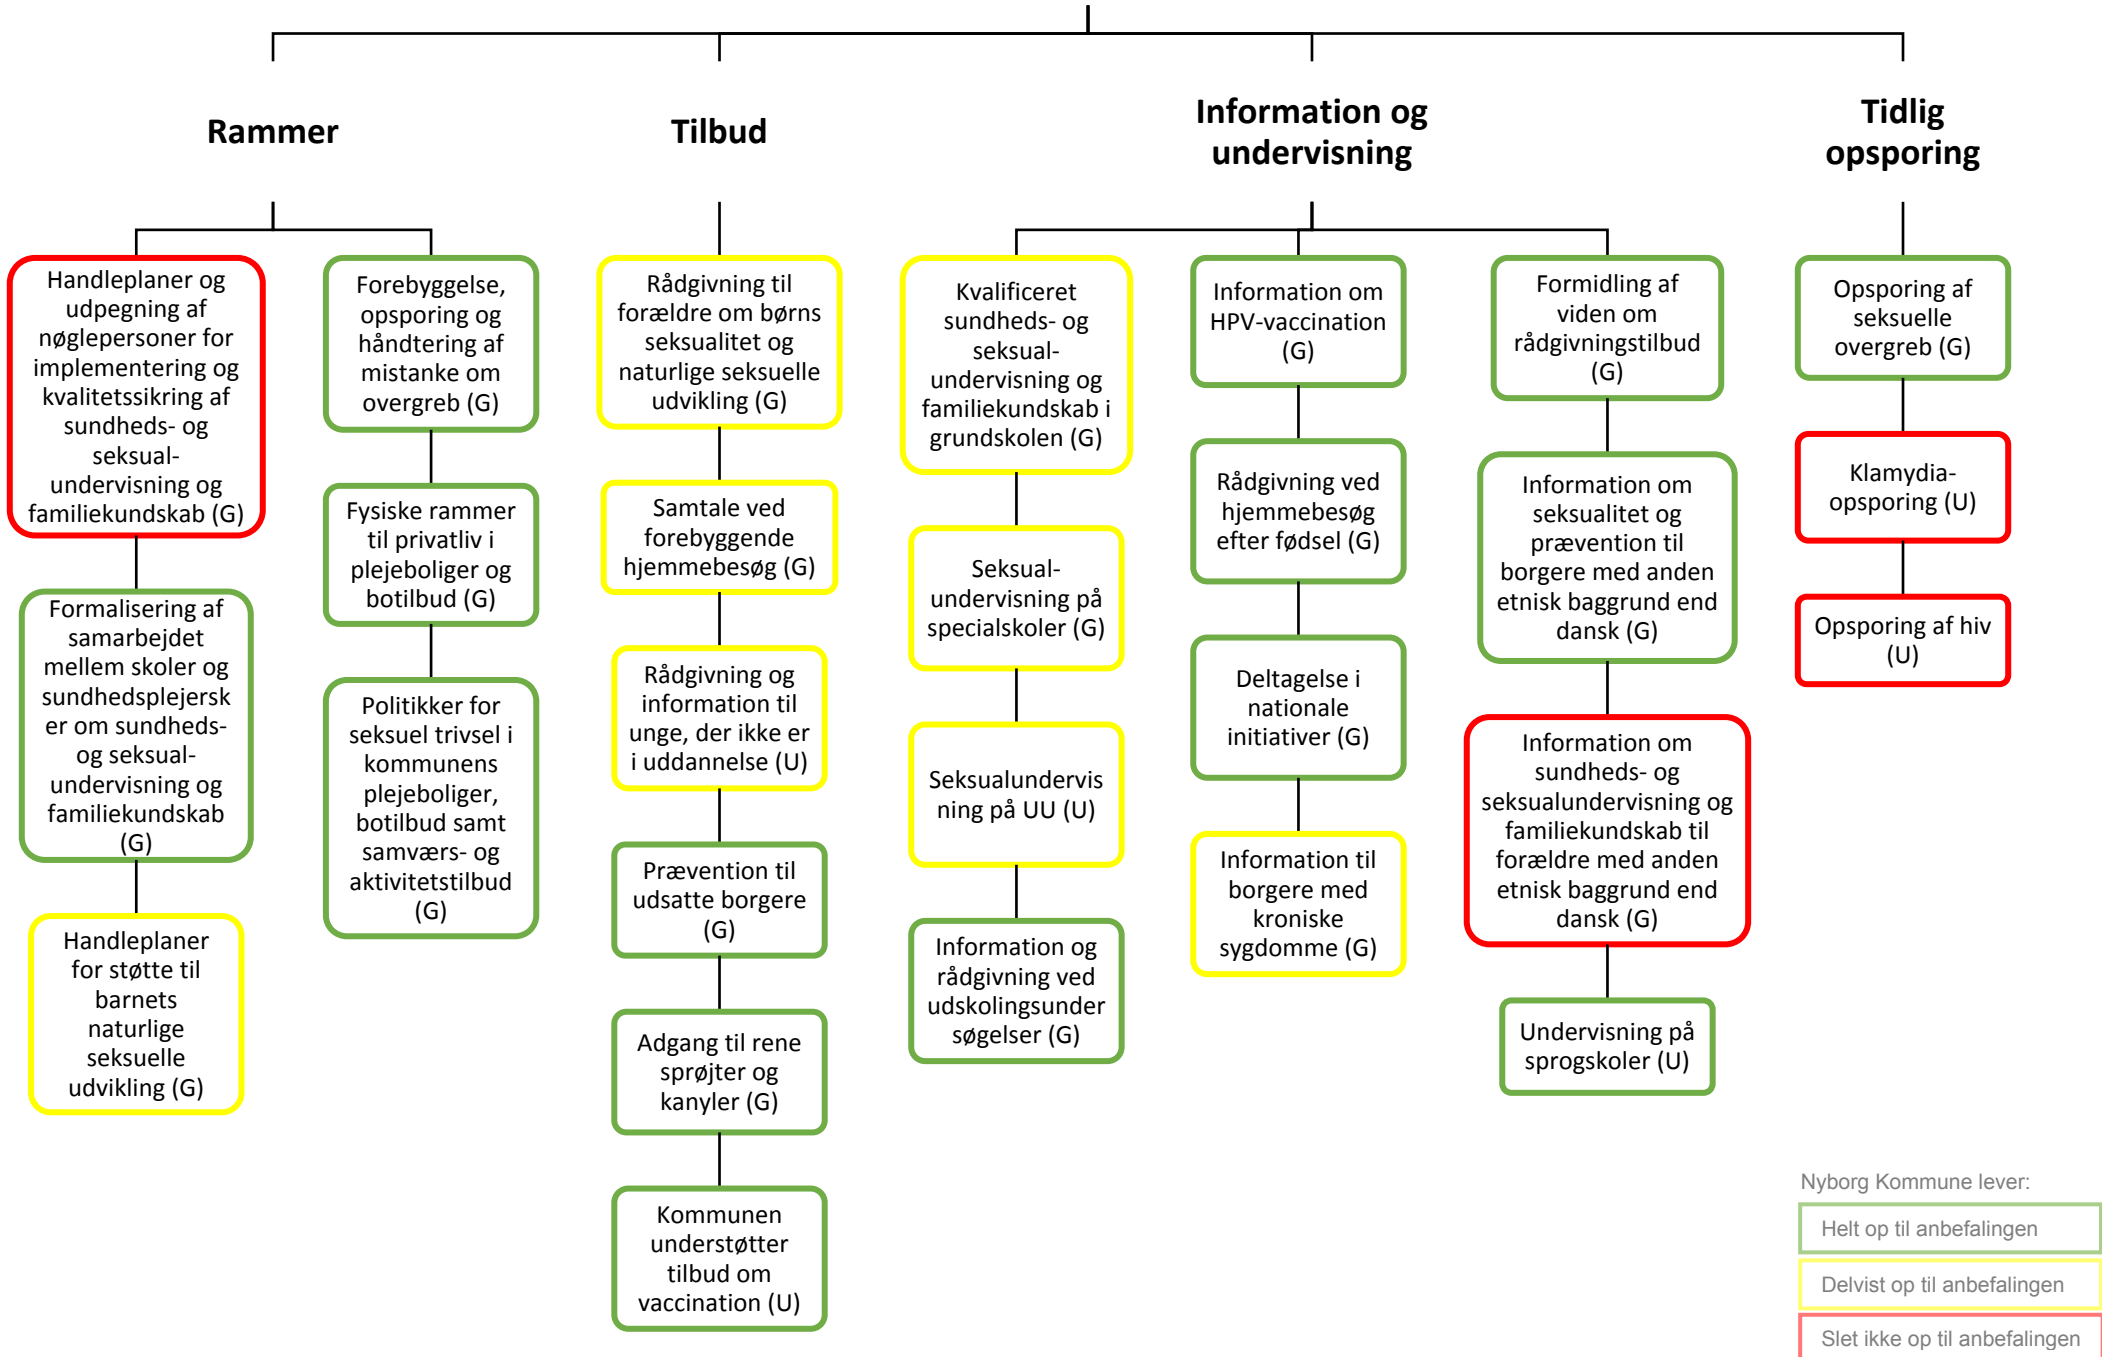 Rammer
Handleplaner og
udpegning af
nøglepersoner for
implementering og
kvalitetssikring af
sundheds- og
seksual-
undervisning og
familiekundskab (G)
Formalisering af
samarbejdet
mellem skoler og
sundhedsplejersk
er om sundheds-
og seksual-
undervisning og
familiekundskab
(G)
Handleplaner
for støtte til
barnets
naturlige
seksuelle
udvikling (G)
Forebyggelse,
opsporing og
håndtering af
mistanke om
overgreb (G)
Fysiske rammer
til privatliv i
plejeboliger og
botilbud (G)
Politikker for
seksuel trivsel i
kommunens
plejeboliger,
botilbud samt
samværs- og
aktivitetstilbud
(G)
Tilbud
Rådgivning til
forældre om børns
seksualitet og
naturlige seksuelle
udvikling (G)
Samtale ved
forebyggende
hjemmebesøg (G)
Rådgivning og
information til
unge, der ikke er
i uddannelse (U)
Prævention til
udsatte borgere
(G)
Adgang til rene
sprøjter og
kanyler (G)
Kommunen
understøtter
tilbud om
vaccination (U)
Information og
undervisning
Kvalificeret
sundheds- og
seksual-
undervisning og
familiekundskab i
grundskolen (G)
Seksual-
undervisning på
specialskoler (G)
Seksualundervis
ning på UU (U)
Information og
rådgivning ved
udskolingsunder
søgelser (G)
Information om
HPV-vaccination
(G)
Rådgivning ved
hjemmebesøg
efter fødsel (G)
Deltagelse i
nationale
initiativer (G)
Information til
borgere med
kroniske
sygdomme (G)
Formidling af
viden om
rådgivningstilbud
(G)
Information om
seksualitet og
prævention til
borgere med anden
etnisk baggrund end
dansk (G)
Information om
sundheds- og
seksualundervisning og
familiekundskab til
forældre med anden
etnisk baggrund end
dansk (G)
Undervisning på
sprogskoler (U)
Tidlig
opsporing
Opsporing af
seksuelle
overgreb (G)
Klamydia-
opsporing (U)
Opsporing af hiv
(U)
Nyborg Kommune lever:
Helt op til anbefalingen
Delvist op til anbefalingen
Slet ikke op til anbefalingen